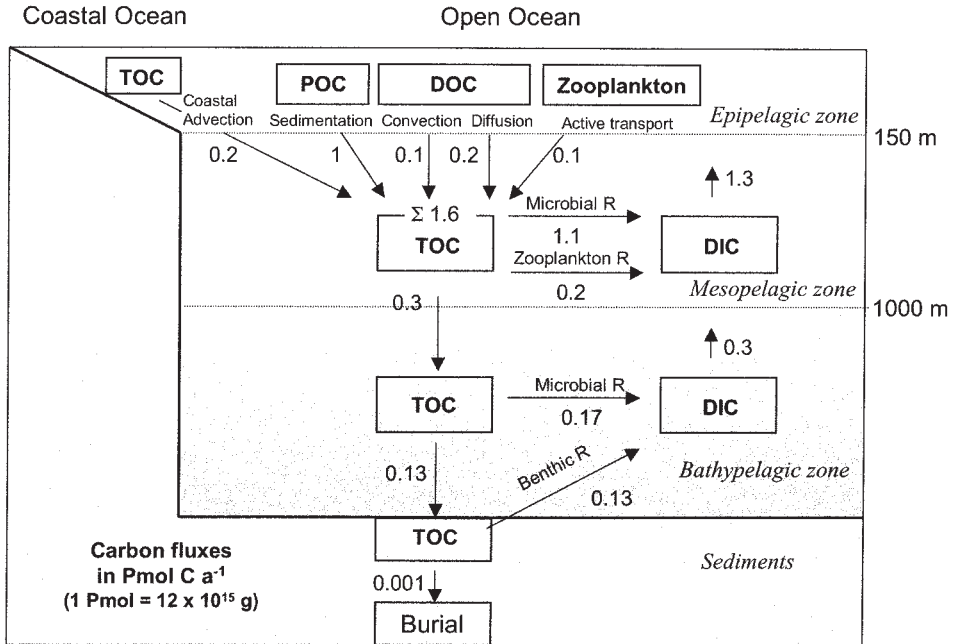 Coastal Ocean
Open Ocean
TOC
POC
DOC
Zooplankton
Coastal
Advection
Sedimentation
Convection
Diffusion
Active transport
Epipelagic zone
150 m
0.2
1
0.1
0.2
0.1
1.3
Σ 1.6
TOC
Microbial R
1.1
Zooplankton R
0.2
DIC
Mesopelagic zone
0.3
1000 m
0.3
TOC
Microbial R
0.17
DIC
0.13
Benthic R
0.13
Bathypelagic zone
TOC
Sediments
Carbon fluxes
in Pmol C a⁻¹
(1 Pmol = 12 x 10¹⁵ g)
0.001
Burial